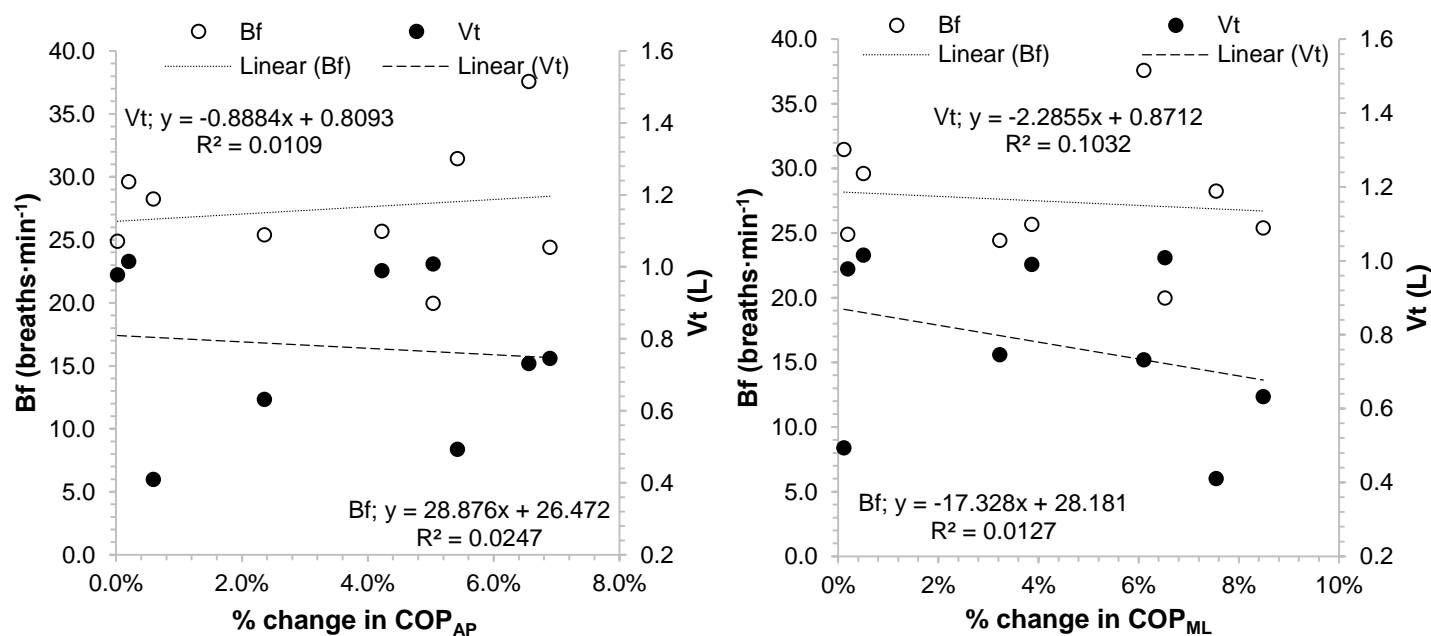 Bf
Vt
Linear (Bf)
Linear (Vt)
40.0
35.0
30.0
25.0
20.0
15.0
10.0
5.0
0.0
Bf (breaths·min⁻¹)
Vt; y = -0.8884x + 0.8093
R² = 0.0109
Bf; y = 28.876x + 26.472
R² = 0.0247
1.6
1.4
1.2
1.0
0.8
0.6
0.4
0.2
Vt (L)
0.0% 2.0% 4.0% 6.0% 8.0%
% change in COP_AP
Bf
Vt
Linear (Bf)
Linear (Vt)
40.0
35.0
30.0
25.0
20.0
15.0
10.0
5.0
0.0
Bf (breaths·min⁻¹)
Vt; y = -2.2855x + 0.8712
R² = 0.1032
Bf; y = -17.328x + 28.181
R² = 0.0127
1.6
1.4
1.2
1.0
0.8
0.6
0.4
0.2
Vt (L)
0% 2% 4% 6% 8% 10%
% change in COP_ML